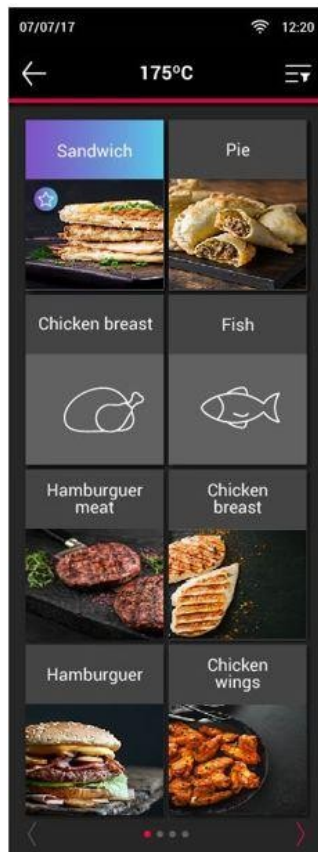 07/07/17 12:20
175ºC
Sandwich Pie
Chicken breast Fish
Hamburguer Chicken
meat breast
Hamburguer Chicken
wings